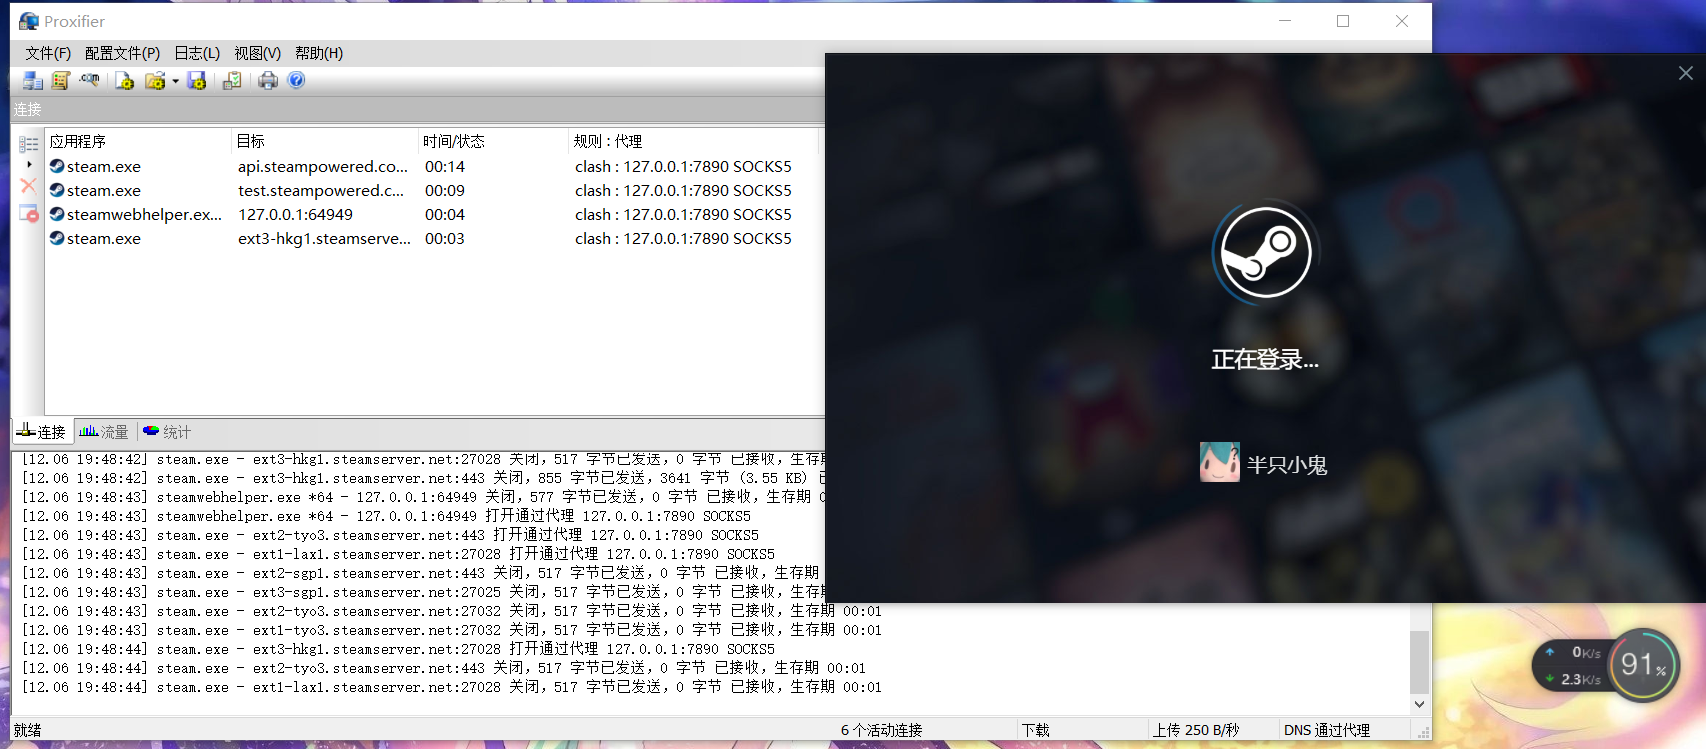 Proxifier
文件(F) 配置文件(P) 日志(L) 视图(V) 帮助(H)
连接
应用程序 目标 时间/状态 规则 : 代理
steam.exe api.steampowered.co... 00:14 clash : 127.0.0.1:7890 SOCKS5
steam.exe test.steampowered.c... 00:09 clash : 127.0.0.1:7890 SOCKS5
steamwebhelper.ex... 127.0.0.1:64949 00:04 clash : 127.0.0.1:7890 SOCKS5
steam.exe ext3-hkg1.steamserve... 00:03 clash : 127.0.0.1:7890 SOCKS5
正在登录...
半只小鬼
连接 流量 统计
[12.06 19:48:42] steam.exe - ext3-hkg1.steamserver.net:27028 关闭，517 字节已发送，0 字节 已接收，生存期
[12.06 19:48:43] steam.exe - ext3-hkg1.steamserver.net:443 关闭，855 字节已发送，3641 字节 (3.55 KB) 已
[12.06 19:48:43] steamwebhelper.exe *64 - 127.0.0.1:64949 关闭，577 字节已发送，0 字节 已接收，生存期 0
[12.06 19:48:43] steamwebhelper.exe *64 - 127.0.0.1:64949 打开通过代理 127.0.0.1:7890 SOCKS5
[12.06 19:48:43] steam.exe - ext2-tyo3.steamserver.net:443 打开通过代理 127.0.0.1:7890 SOCKS5
[12.06 19:48:43] steam.exe - ext1-lax1.steamserver.net:27028 打开通过代理 127.0.0.1:7890 SOCKS5
[12.06 19:48:43] steam.exe - ext2-sgp1.steamserver.net:443 关闭，517 字节已发送，0 字节 已接收，生存期
[12.06 19:48:43] steam.exe - ext3-sgp1.steamserver.net:27025 关闭，517 字节已发送，0 字节 已接收，生存期
[12.06 19:48:43] steam.exe - ext2-tyo3.steamserver.net:27032 关闭，517 字节已发送，0 字节 已接收，生存期 00:01
[12.06 19:48:43] steam.exe - ext1-tyo3.steamserver.net:27032 关闭，517 字节已发送，0 字节 已接收，生存期 00:01
[12.06 19:48:44] steam.exe - ext3-hkg1.steamserver.net:27028 打开通过代理 127.0.0.1:7890 SOCKS5
[12.06 19:48:44] steam.exe - ext2-tyo3.steamserver.net:443 关闭，517 字节已发送，0 字节 已接收，生存期 00:01
[12.06 19:48:44] steam.exe - ext1-lax1.steamserver.net:27028 关闭，517 字节已发送，0 字节 已接收，生存期 00:01
0K/s
2.3K/s
91%
就绪 6 个活动连接 下载 上传 250 B/秒 DNS 通过代理